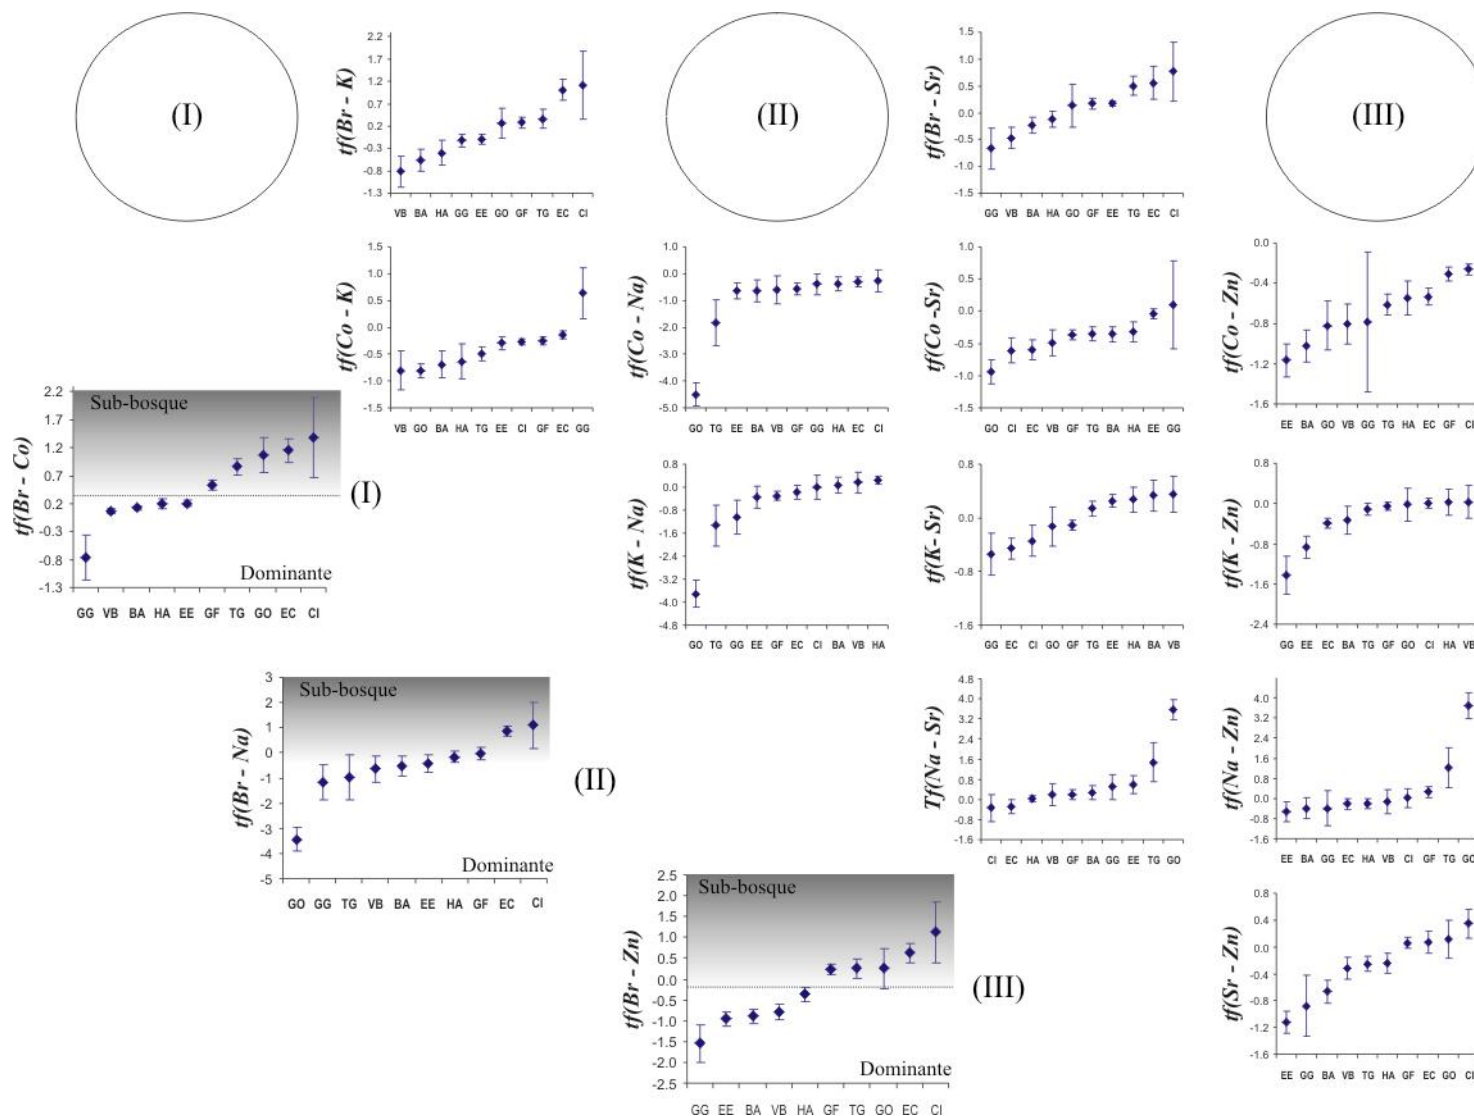 (I)
tf(Br - K)
2.2
1.7
1.2
0.7
0.2
-0.3
-0.8
-1.3
VB BA HA GG EE GO GF TG EC CI
(II)
tf(Br - Sr)
1.5
1.0
0.5
0.0
-0.5
-1.0
-1.5
GG VB BA HA GO GF EE TG EC CI
(III)
tf(Co - K)
1.5
1.0
0.5
0.0
-0.5
-1.0
-1.5
VB GO BA HA TG EE CI GF EC GG
tf(Co - Na)
1.0
0.0
-1.0
-2.0
-3.0
-4.0
-5.0
GO TG EE BA VB GF GG HA EC CI
tf(Co -Sr)
1.0
0.5
0.0
-0.5
-1.0
-1.5
GO CI EC VB GF TG BA HA EE GG
tf(Co - Zn)
0.0
-0.4
-0.8
-1.2
-1.6
EE BA GO VB GG TG HA EC GF CI
tf(Br - Co)
2.2
1.7
1.2
0.7
0.2
-0.3
-0.8
-1.3
Sub-bosque
Dominante
GG VB BA HA EE GF TG GO EC CI
(I)
tf(K - Na)
0.8
0.0
-0.8
-1.6
-2.4
-3.2
-4.0
-4.8
GO TG GG EE GF EC CI BA VB HA
tf(K- Sr)
0.8
0.0
-0.8
-1.6
GG EC CI GO GF TG EE HA BA VB
tf(K - Zn)
0.8
0.0
-0.8
-1.6
-2.4
GG EE EC BA TG GF GO CI HA VB
tf(Br - Na)
3
2
1
0
-1
-2
-3
-4
-5
Sub-bosque
Dominante
GO GG TG VB BA EE HA GF EC CI
(II)
Tf(Na - Sr)
4.8
4.0
3.2
2.4
1.6
0.8
0.0
-0.8
-1.6
CI EC HA VB GF BA GG EE TG GO
tf(Na - Zn)
4.0
3.2
2.4
1.6
0.8
0.0
-0.8
-1.6
EE BA GG EC HA VB CI GF TG GO
tf(Br - Zn)
2.5
2.0
1.5
1.0
0.5
0.0
-0.5
-1.0
-1.5
-2.0
-2.5
Sub-bosque
Dominante
GG EE BA VB HA GF TG GO EC CI
(III)
tf(Sr - Zn)
0.8
0.4
0.0
-0.4
-0.8
-1.2
-1.6
EE GG BA VB TG HA GF EC GO CI